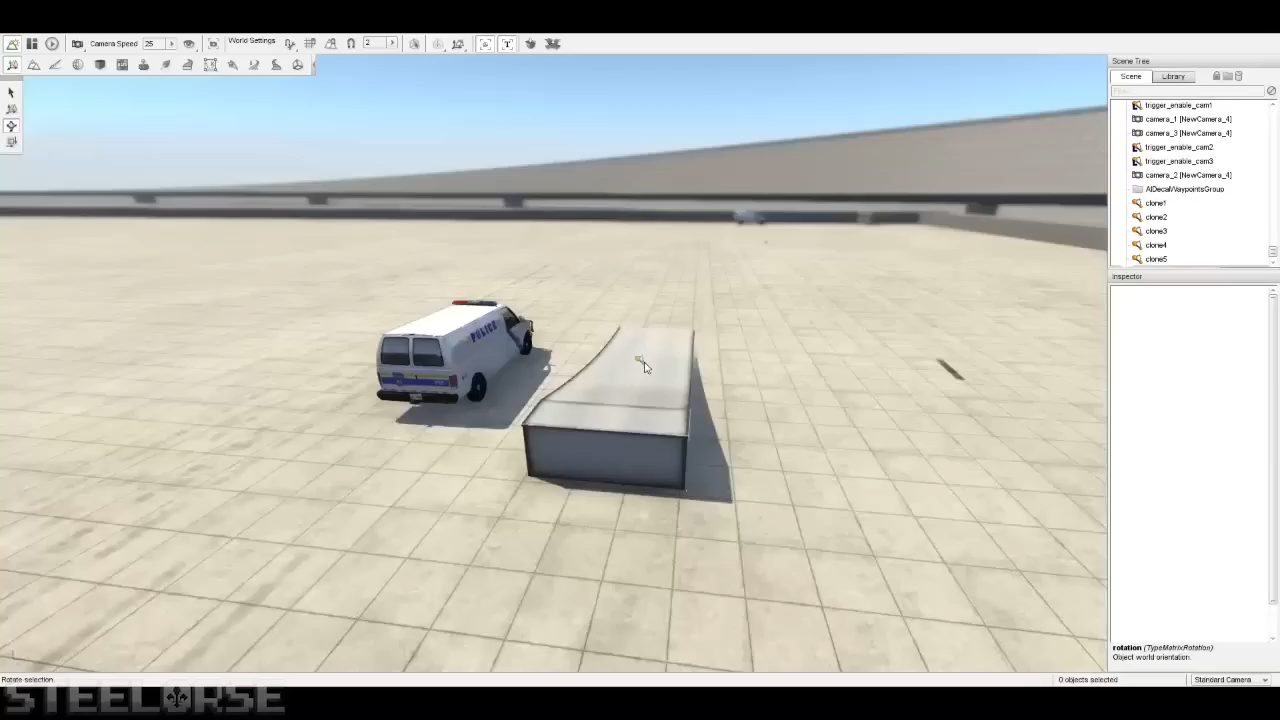 Camera Speed 25 World Settings 2
Scene Tree
Scene Library
trigger_enable_cam1
camera_1 [NewCamera_4]
camera_3 [NewCamera_4]
trigger_enable_cam2
trigger_enable_cam3
camera_2 [NewCamera_4]
AIDecalWaypointsGroup
clone1
clone2
clone3
clone4
clone5
Inspector
POLICE
rotation (TypeMatrixRotation)
Object world orientation.
Rotate selection. 0 objects selected Standard Camera
STEELORSE